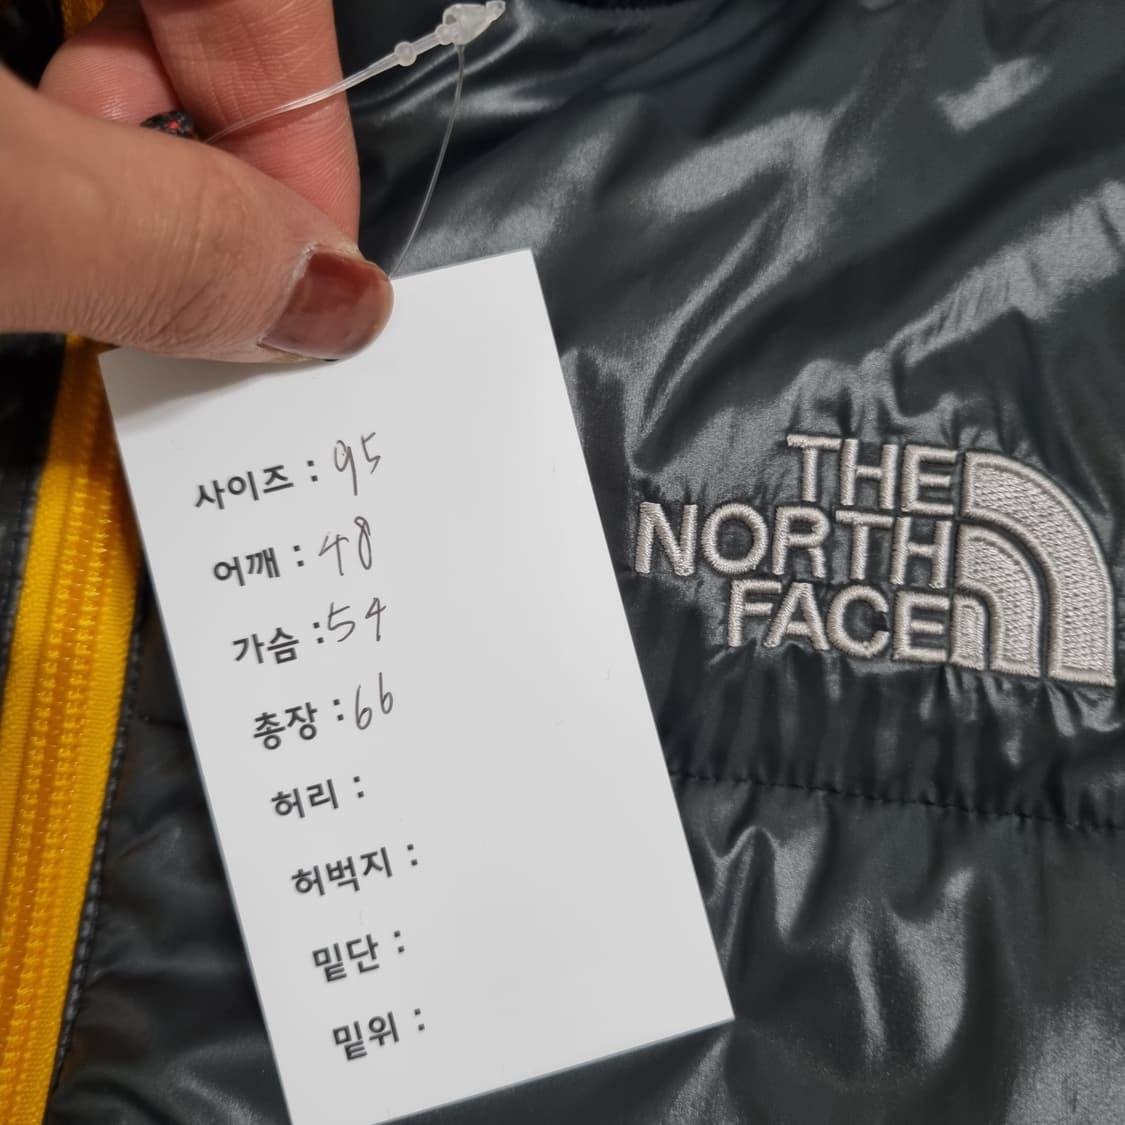 사이즈 : 95
어깨 : 48
가슴 : 54
총장 : 66
허리 :
허벅지 :
밑단 :
밑위 :
THE
NORTH
FACE